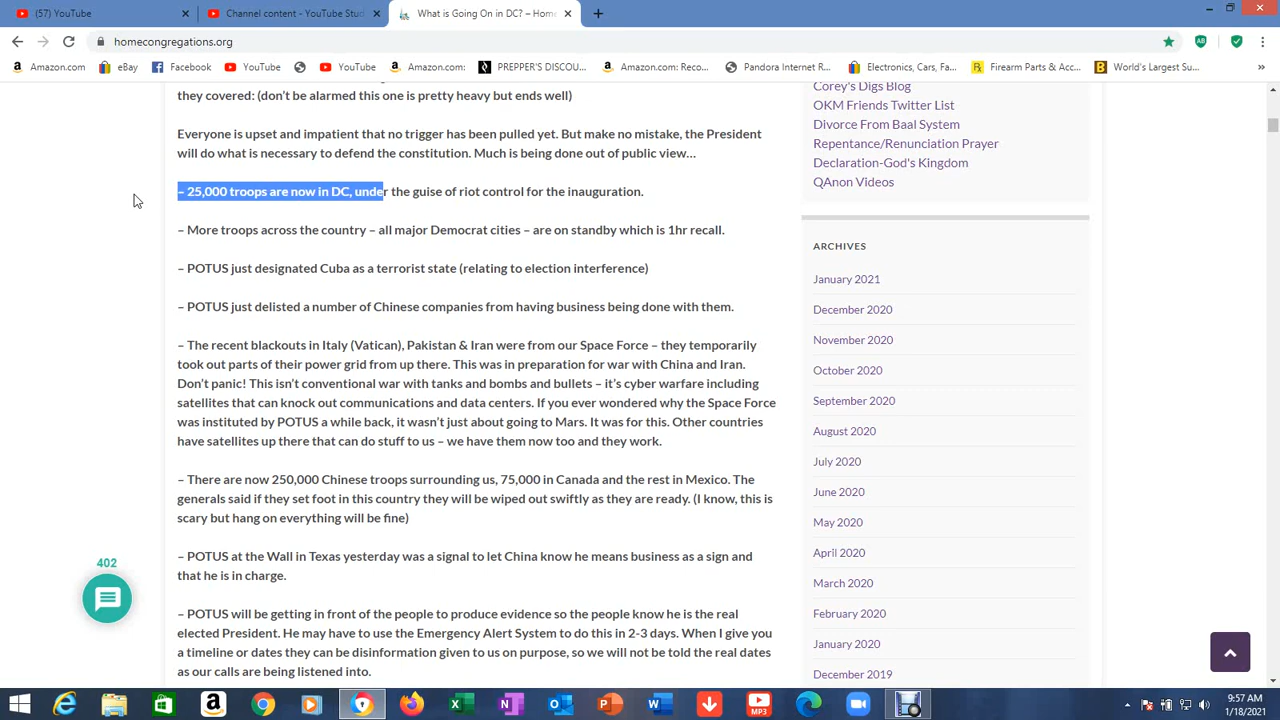 (57) YouTube
Channel content - YouTube Stud
What is Going On in DC? – Hom
homecongregations.org
Amazon.com
eBay
Facebook
YouTube
YouTube
Amazon.com:
PREPPER'S DISCOU...
Amazon.com: Reco...
Pandora Internet R...
Electronics, Cars, Fa...
Firearm Parts & Acc...
World's Largest Su...
»
they covered: (don't be alarmed this one is pretty heavy but ends well)
Everyone is upset and impatient that no trigger has been pulled yet. But make no mistake, the President
will do what is necessary to defend the constitution. Much is being done out of public view…
– 25,000 troops are now in DC, under the guise of riot control for the inauguration.
– More troops across the country – all major Democrat cities – are on standby which is 1hr recall.
– POTUS just designated Cuba as a terrorist state (relating to election interference)
– POTUS just delisted a number of Chinese companies from having business being done with them.
– The recent blackouts in Italy (Vatican), Pakistan & Iran were from our Space Force – they temporarily
took out parts of their power grid from up there. This was in preparation for war with China and Iran.
Don't panic! This isn't conventional war with tanks and bombs and bullets – it's cyber warfare including
satellites that can knock out communications and data centers. If you ever wondered why the Space Force
was instituted by POTUS a while back, it wasn't just about going to Mars. It was for this. Other countries
have satellites up there that can do stuff to us – we have them now too and they work.
– There are now 250,000 Chinese troops surrounding us, 75,000 in Canada and the rest in Mexico. The
generals said if they set foot in this country they will be wiped out swiftly as they are ready. (I know, this is
scary but hang on everything will be fine)
– POTUS at the Wall in Texas yesterday was a signal to let China know he means business as a sign and
that he is in charge.
– POTUS will be getting in front of the people to produce evidence so the people know he is the real
elected President. He may have to use the Emergency Alert System to do this in 2-3 days. When I give you
a timeline or dates they can be disinformation given to us on purpose, so we will not be told the real dates
as our calls are being listened into.
402
Corey's Digs Blog
OKM Friends Twitter List
Divorce From Baal System
Repentance/Renunciation Prayer
Declaration-God's Kingdom
QAnon Videos
ARCHIVES
January 2021
December 2020
November 2020
October 2020
September 2020
August 2020
July 2020
June 2020
May 2020
April 2020
March 2020
February 2020
January 2020
December 2019
MP3
9:57 AM
1/18/2021